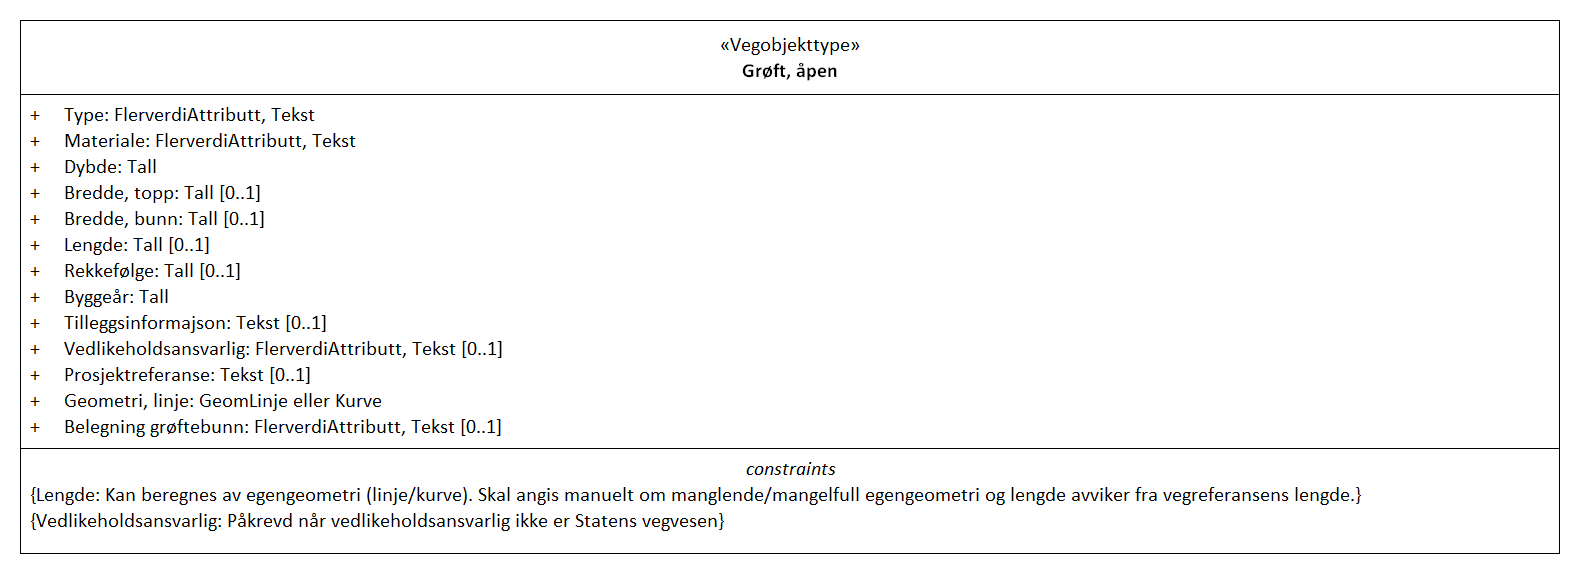 «Vegobjekttype»
Grøft, åpen
+ Type: FlerverdiAttributt, Tekst
+ Materiale: FlerverdiAttributt, Tekst
+ Dybde: Tall
+ Bredde, topp: Tall [0..1]
+ Bredde, bunn: Tall [0..1]
+ Lengde: Tall [0..1]
+ Rekkefølge: Tall [0..1]
+ Byggeår: Tall
+ Tilleggsinformajson: Tekst [0..1]
+ Vedlikeholdsansvarlig: FlerverdiAttributt, Tekst [0..1]
+ Prosjektreferanse: Tekst [0..1]
+ Geometri, linje: GeomLinje eller Kurve
+ Belegning grøftebunn: FlerverdiAttributt, Tekst [0..1]
constraints
{Lengde: Kan beregnes av egengeometri (linje/kurve). Skal angis manuelt om manglende/mangelfull egengeometri og lengde avviker fra vegreferansens lengde.}
{Vedlikeholdsansvarlig: Påkrevd når vedlikeholdsansvarlig ikke er Statens vegvesen}